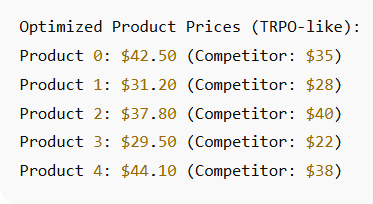 Optimized Product Prices (TRPO-like):
Product 0: $42.50 (Competitor: $35)
Product 1: $31.20 (Competitor: $28)
Product 2: $37.80 (Competitor: $40)
Product 3: $29.50 (Competitor: $22)
Product 4: $44.10 (Competitor: $38)